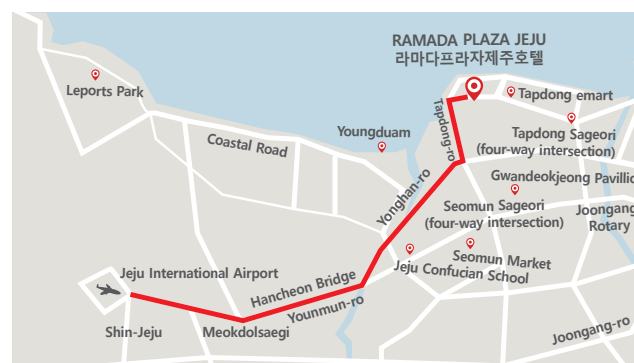 RAMADA PLAZA JEJU
라마다프라자제주호텔
Leports Park
Tapdong emart
Tapdong-ro
Youngduam
Tapdong Sageori
(four-way intersection)
Coastal Road
Gwandeokjeong Pavillic
Yonghan-ro
Seomun Sageori
(four-way intersection)
Joongang
Rotary
Seomun Market
Jeju Confucian School
Jeju International Airport
Hancheon Bridge
Younmun-ro
Shin-Jeju
Meokdolsaegi
Joongang-ro